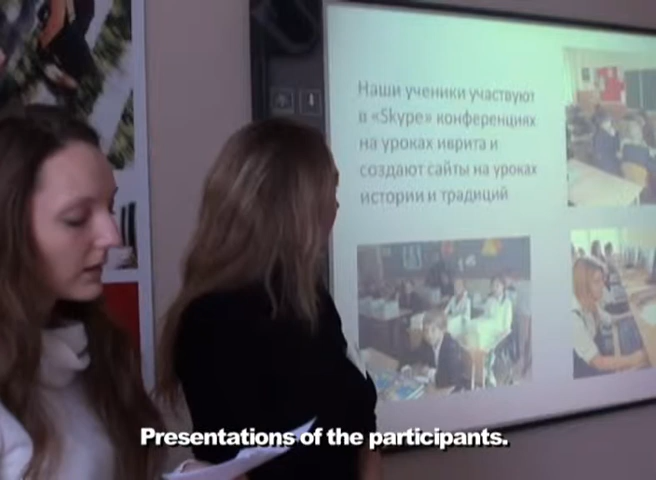 Наши ученики участвуют
в «Skype» конференциях
на уроках иврита и
создают сайты на уроках
истории и традиций
Presentations of the participants.